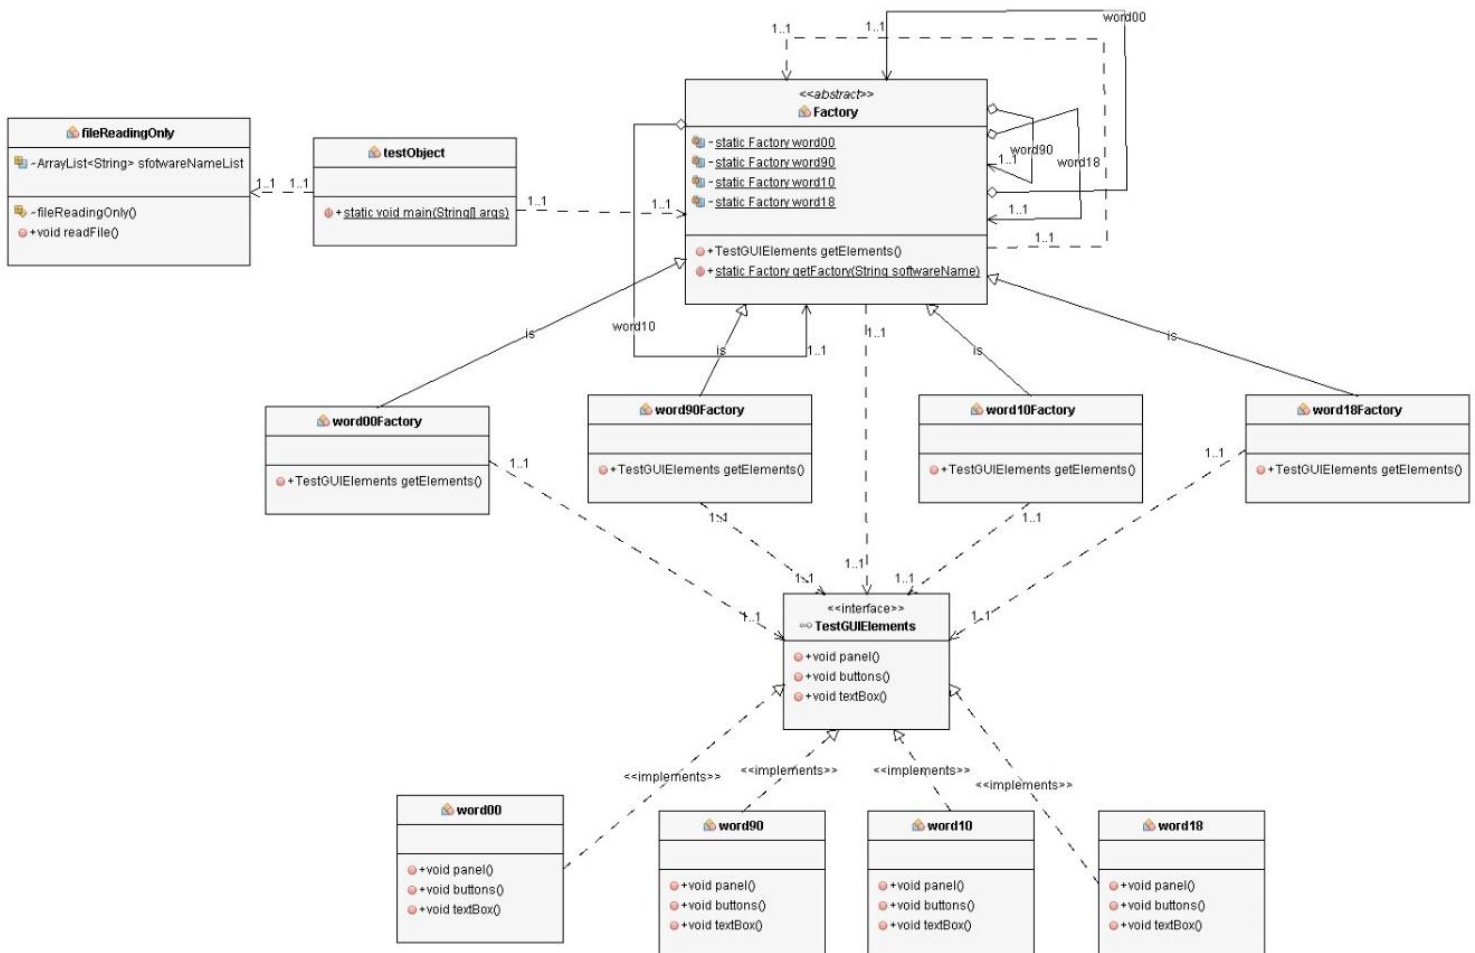 word00
1..1
1..1
<<abstract>>
Factory
- static Factory word00
- static Factory word90
- static Factory word10
- static Factory word18
+ TestGUIElements getElements()
+ static Factory getFactory(String softwareName)
word90
1..1
word18
1..1
1..1
fileReadingOnly
~ArrayList<String> sfotwareNameList
~fileReadingOnly()
+void readFile()
1..1
1..1
testObject
+ static void main(String[] args)
1..1
1..1
word10
1..1
1..1
is
is
is
is
word00Factory
+TestGUIElements getElements()
word90Factory
+TestGUIElements getElements()
word10Factory
+TestGUIElements getElements()
word18Factory
+TestGUIElements getElements()
1..1
1..1
1..1
1..1
1..1
1..1
1..1
1..1
1..1
<<interface>>
TestGUIElements
+void panel()
+void buttons()
+void textBox()
<<implements>>
<<implements>>
<<implements>>
<<implements>>
word00
+void panel()
+void buttons()
+void textBox()
word90
+void panel()
+void buttons()
+void textBox()
word10
+void panel()
+void buttons()
+void textBox()
word18
+void panel()
+void buttons()
+void textBox()